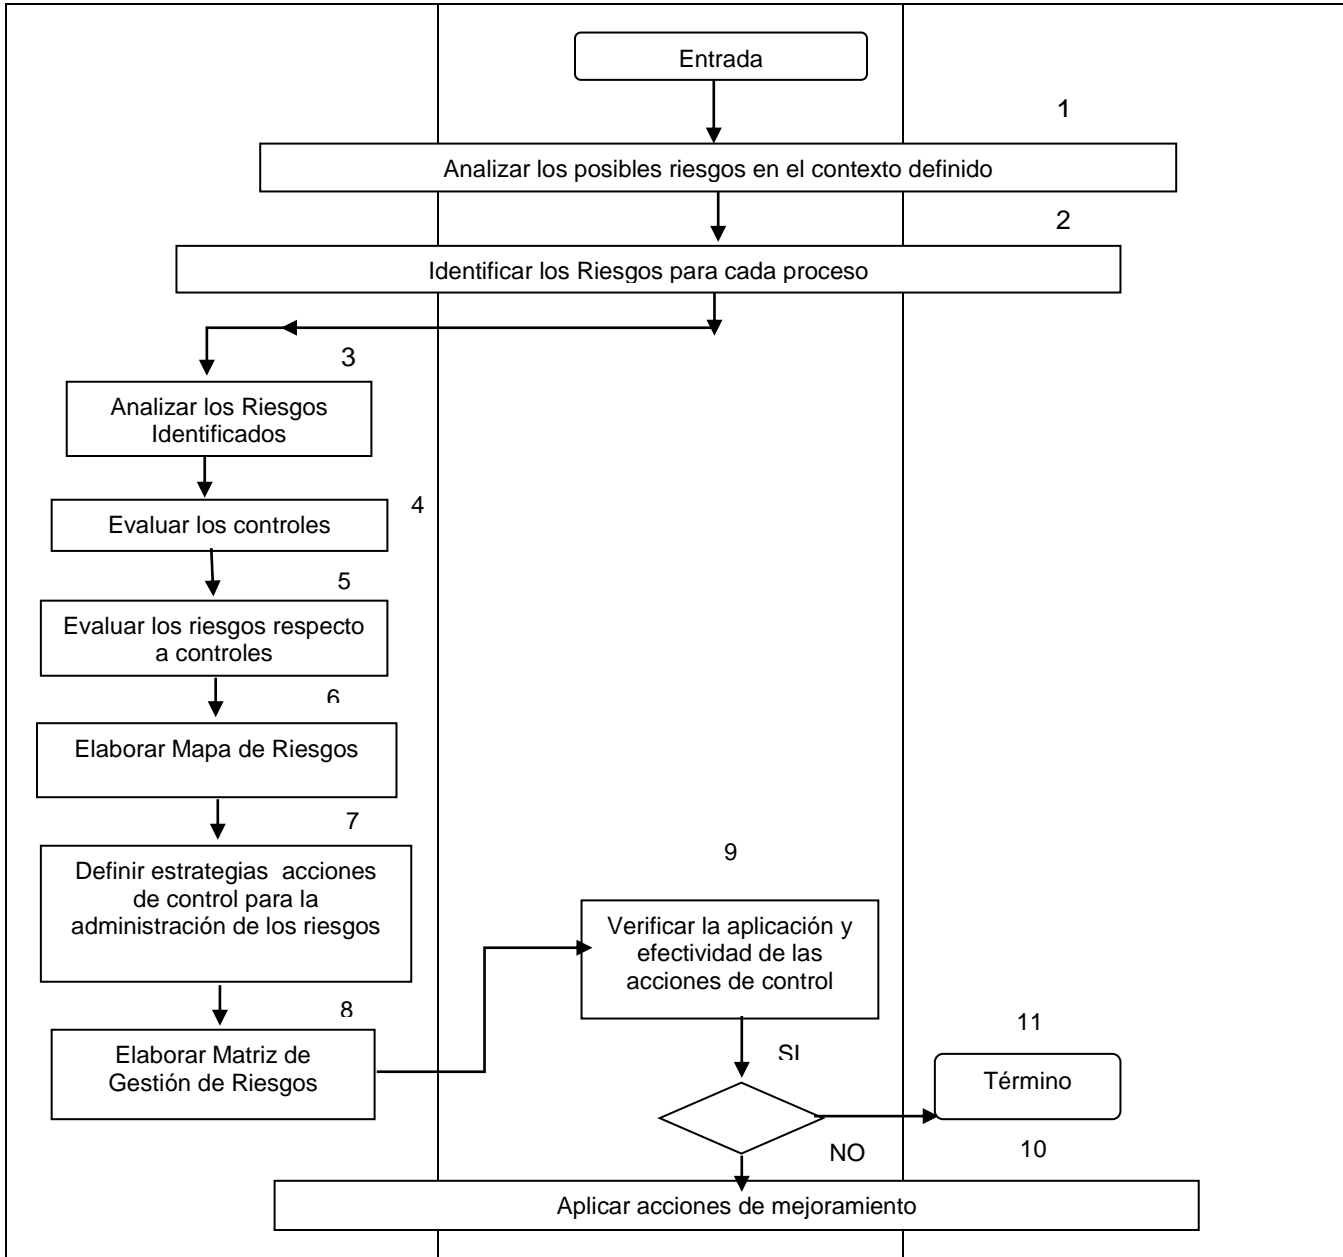 Entrada
1
Analizar los posibles riesgos en el contexto definido
2
Identificar los Riesgos para cada proceso
3
Analizar los Riesgos
Identificados
4
Evaluar los controles
5
Evaluar los riesgos respecto
a controles
6
Elaborar Mapa de Riesgos
7
Definir estrategias  acciones
de control para la
administración de los riesgos
8
Elaborar Matriz de
Gestión de Riesgos
9
Verificar la aplicación y
efectividad de las
acciones de control
SI
11
Término
NO
10
Aplicar acciones de mejoramiento